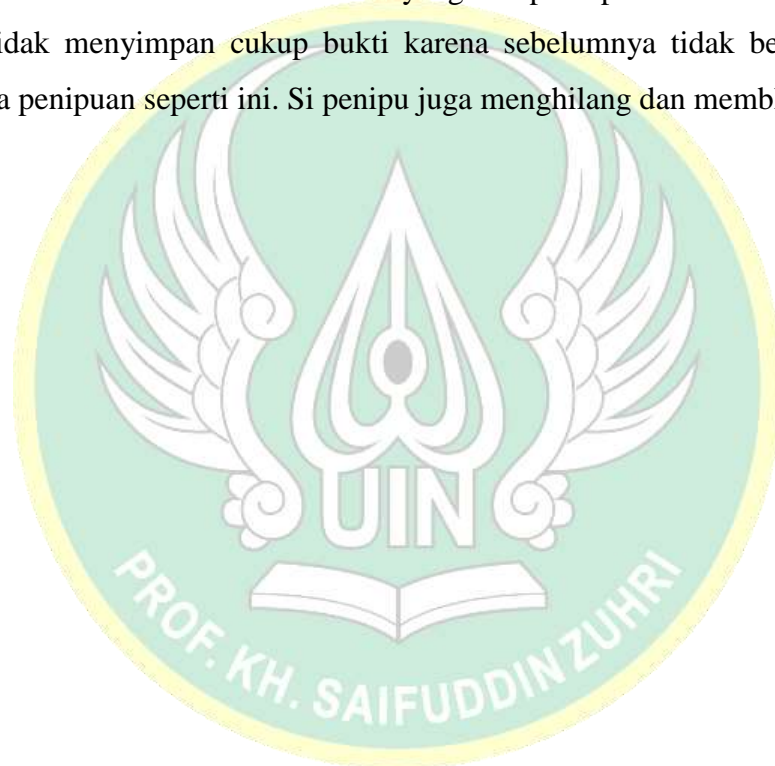 yang
idak menyimpan cukup bukti karena sebelumnya tidak be
a penipuan seperti ini. Si penipu juga menghilang dan membl
UIN
PROF. KH. SAIFUDDIN ZUHRI